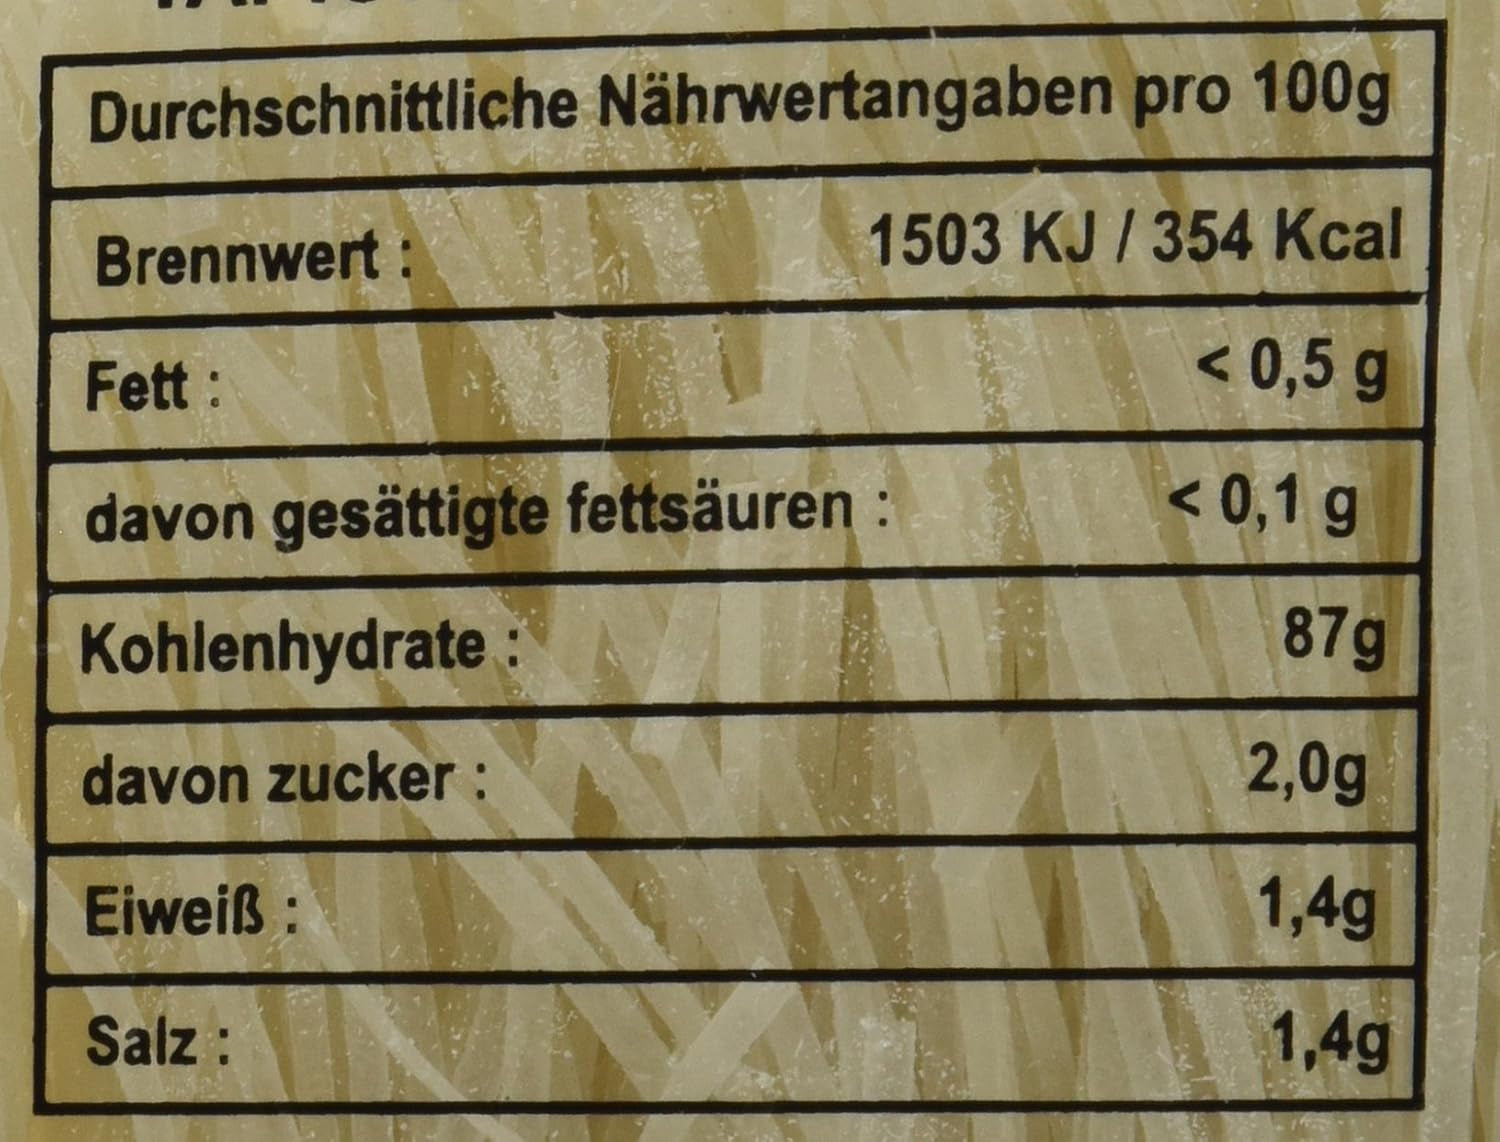 Durchschnittliche Nährwertangaben pro 100g
Brennwert : 1503 KJ / 354 Kcal
Fett : < 0,5 g
davon gesättigte fettsäuren : < 0,1 g
Kohlenhydrate : 87g
davon zucker : 2,0g
Eiweiß : 1,4g
Salz : 1,4g